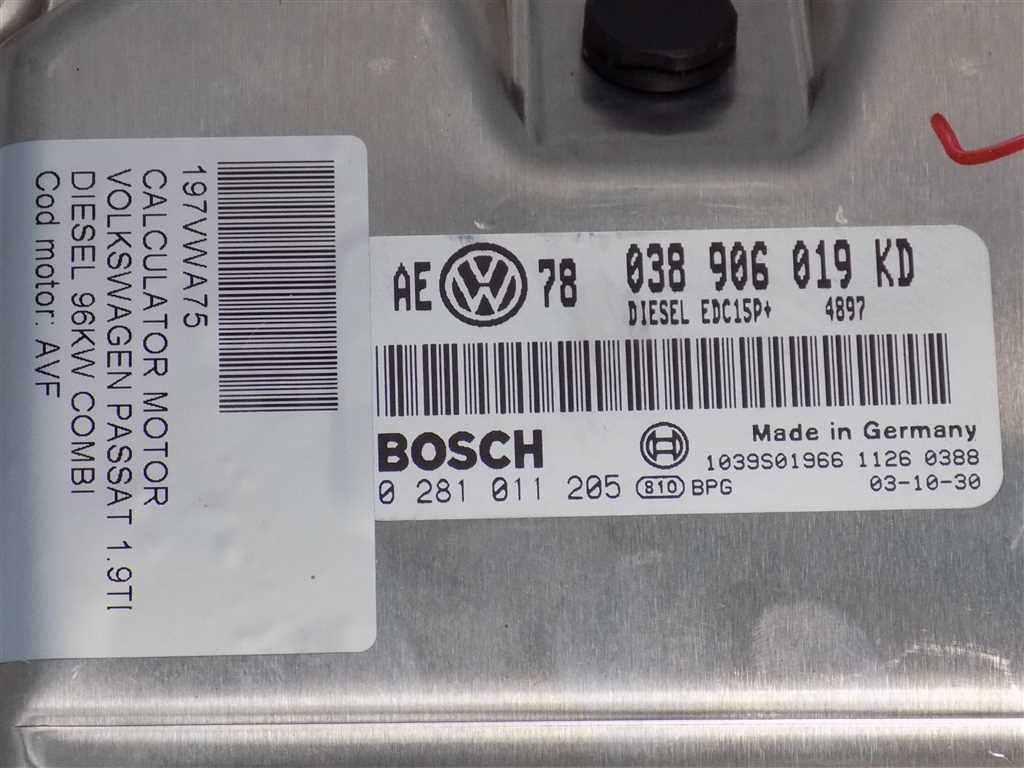 197VWA75
CALCULATOR MOTOR
VOLKSWAGEN PASSAT 1.9TI
DIESEL 96KW COMBI
Cod motor: AVF
AE VW 78 038 906 019 KD
DIESEL EDC15P+ 4897
BOSCH Made in Germany
1039S01966 1126 0388
0 281 011 205 810 BPG 03-10-30